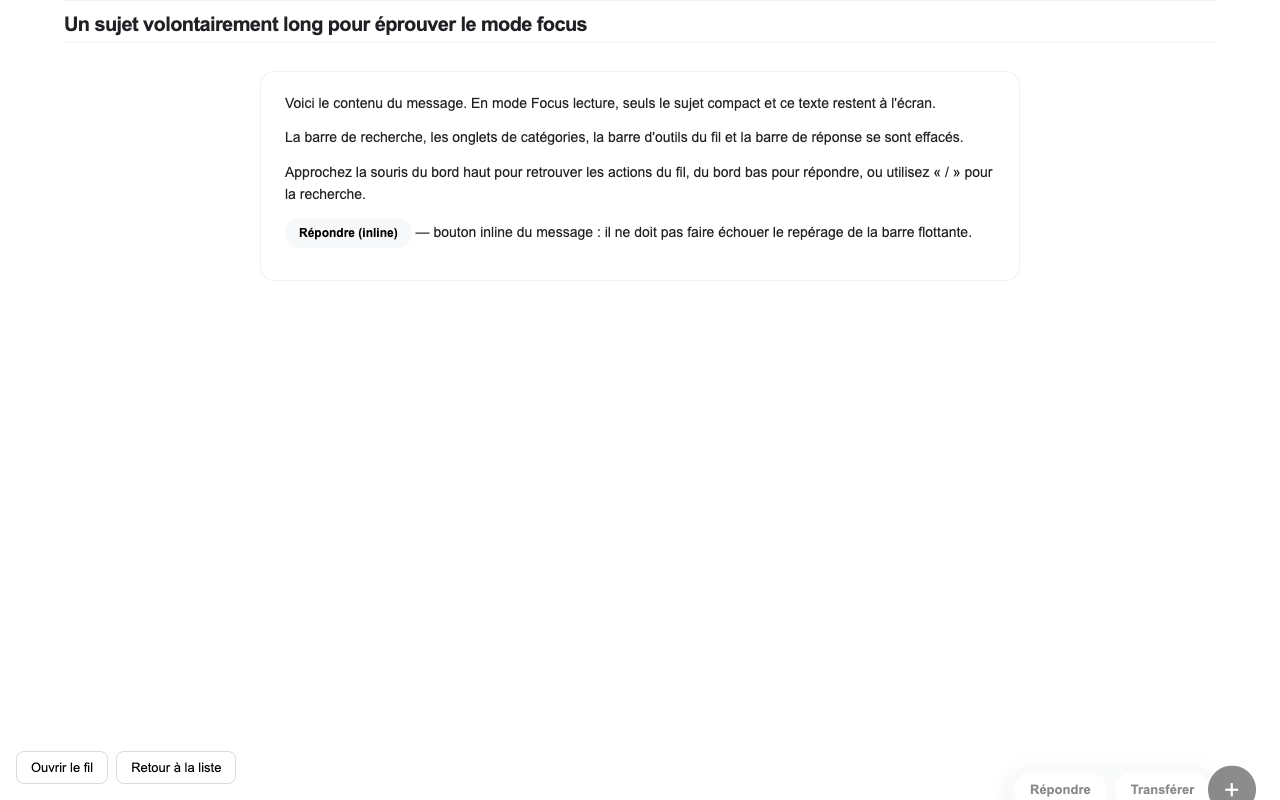 Un sujet volontairement long pour éprouver le mode focus
Voici le contenu du message. En mode Focus lecture, seuls le sujet compact et ce texte restent à l'écran.
La barre de recherche, les onglets de catégories, la barre d'outils du fil et la barre de réponse se sont effacés.
Approchez la souris du bord haut pour retrouver les actions du fil, du bord bas pour répondre, ou utilisez « / » pour
la recherche.
Répondre (inline) — bouton inline du message : il ne doit pas faire échouer le repérage de la barre flottante.
Ouvrir le fil Retour à la liste
Répondre Transférer +